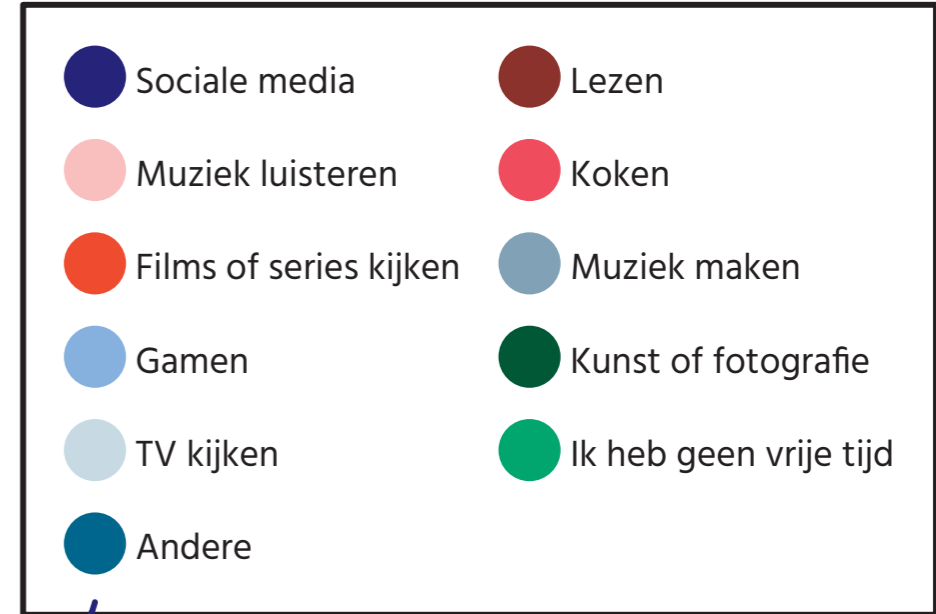 Sociale media
Muziek luisteren
Films of series kijken
Gamen
TV kijken
Andere
Lezen
Koken
Muziek maken
Kunst of fotografie
Ik heb geen vrije tijd